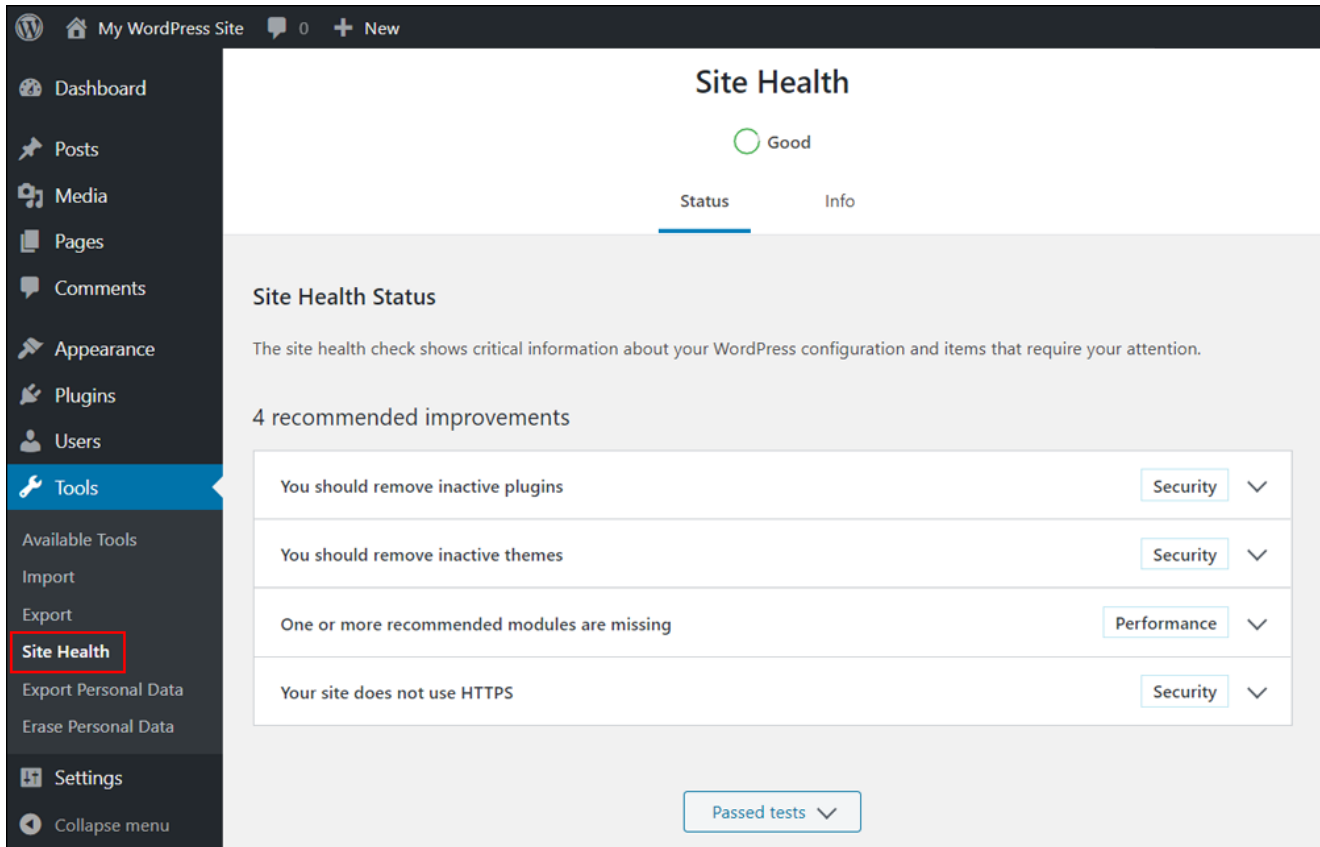 My WordPress Site 0 New
Dashboard
Posts
Media
Pages
Comments
Appearance
Plugins
Users
Tools
Available Tools
Import
Export
Site Health
Export Personal Data
Erase Personal Data
Settings
Collapse menu
Site Health
Good
Status Info
Site Health Status
The site health check shows critical information about your WordPress configuration and items that require your attention.
4 recommended improvements
You should remove inactive plugins Security
You should remove inactive themes Security
One or more recommended modules are missing Performance
Your site does not use HTTPS Security
Passed tests